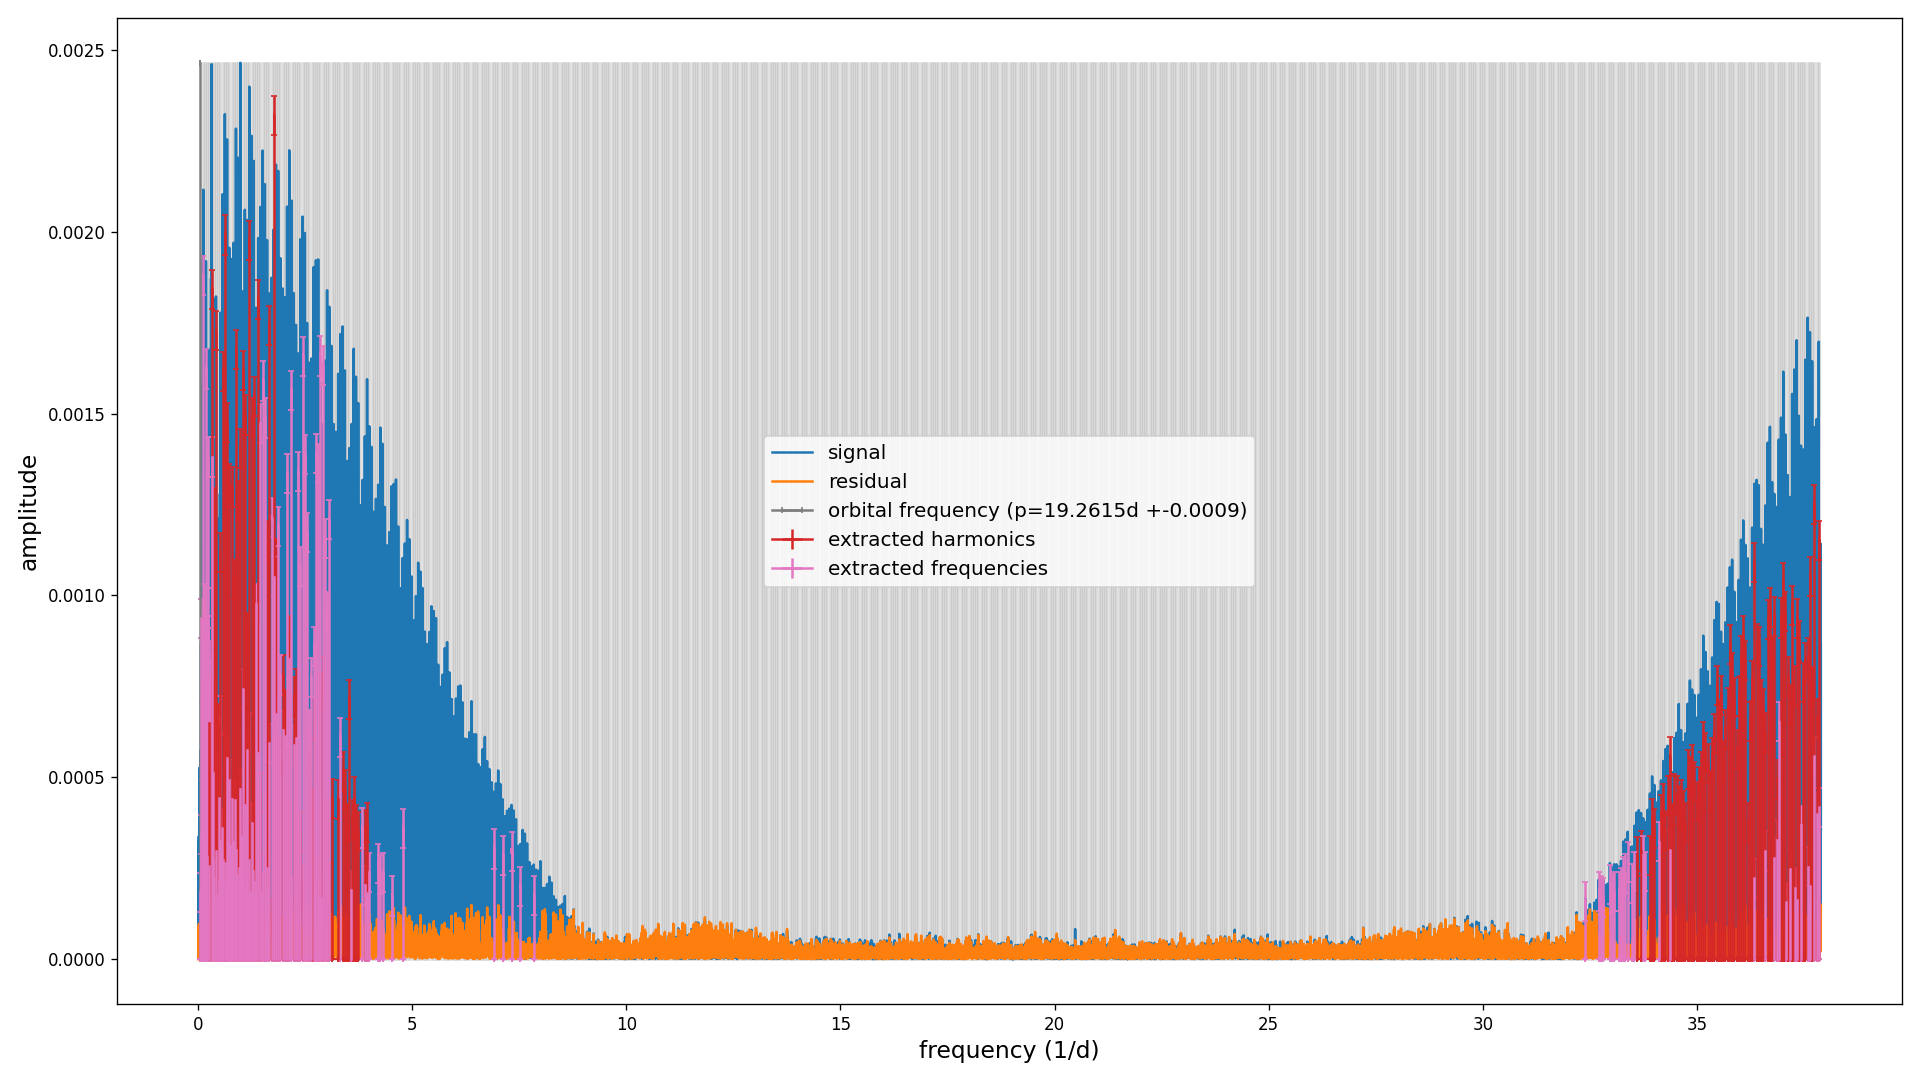 0.0025
0.0020
0.0015
0.0010
0.0005
0.0000
amplitude
signal
residual
orbital frequency (p=19.2615d +-0.0009)
extracted harmonics
extracted frequencies
0 5 10 15 20 25 30 35
frequency (1/d)